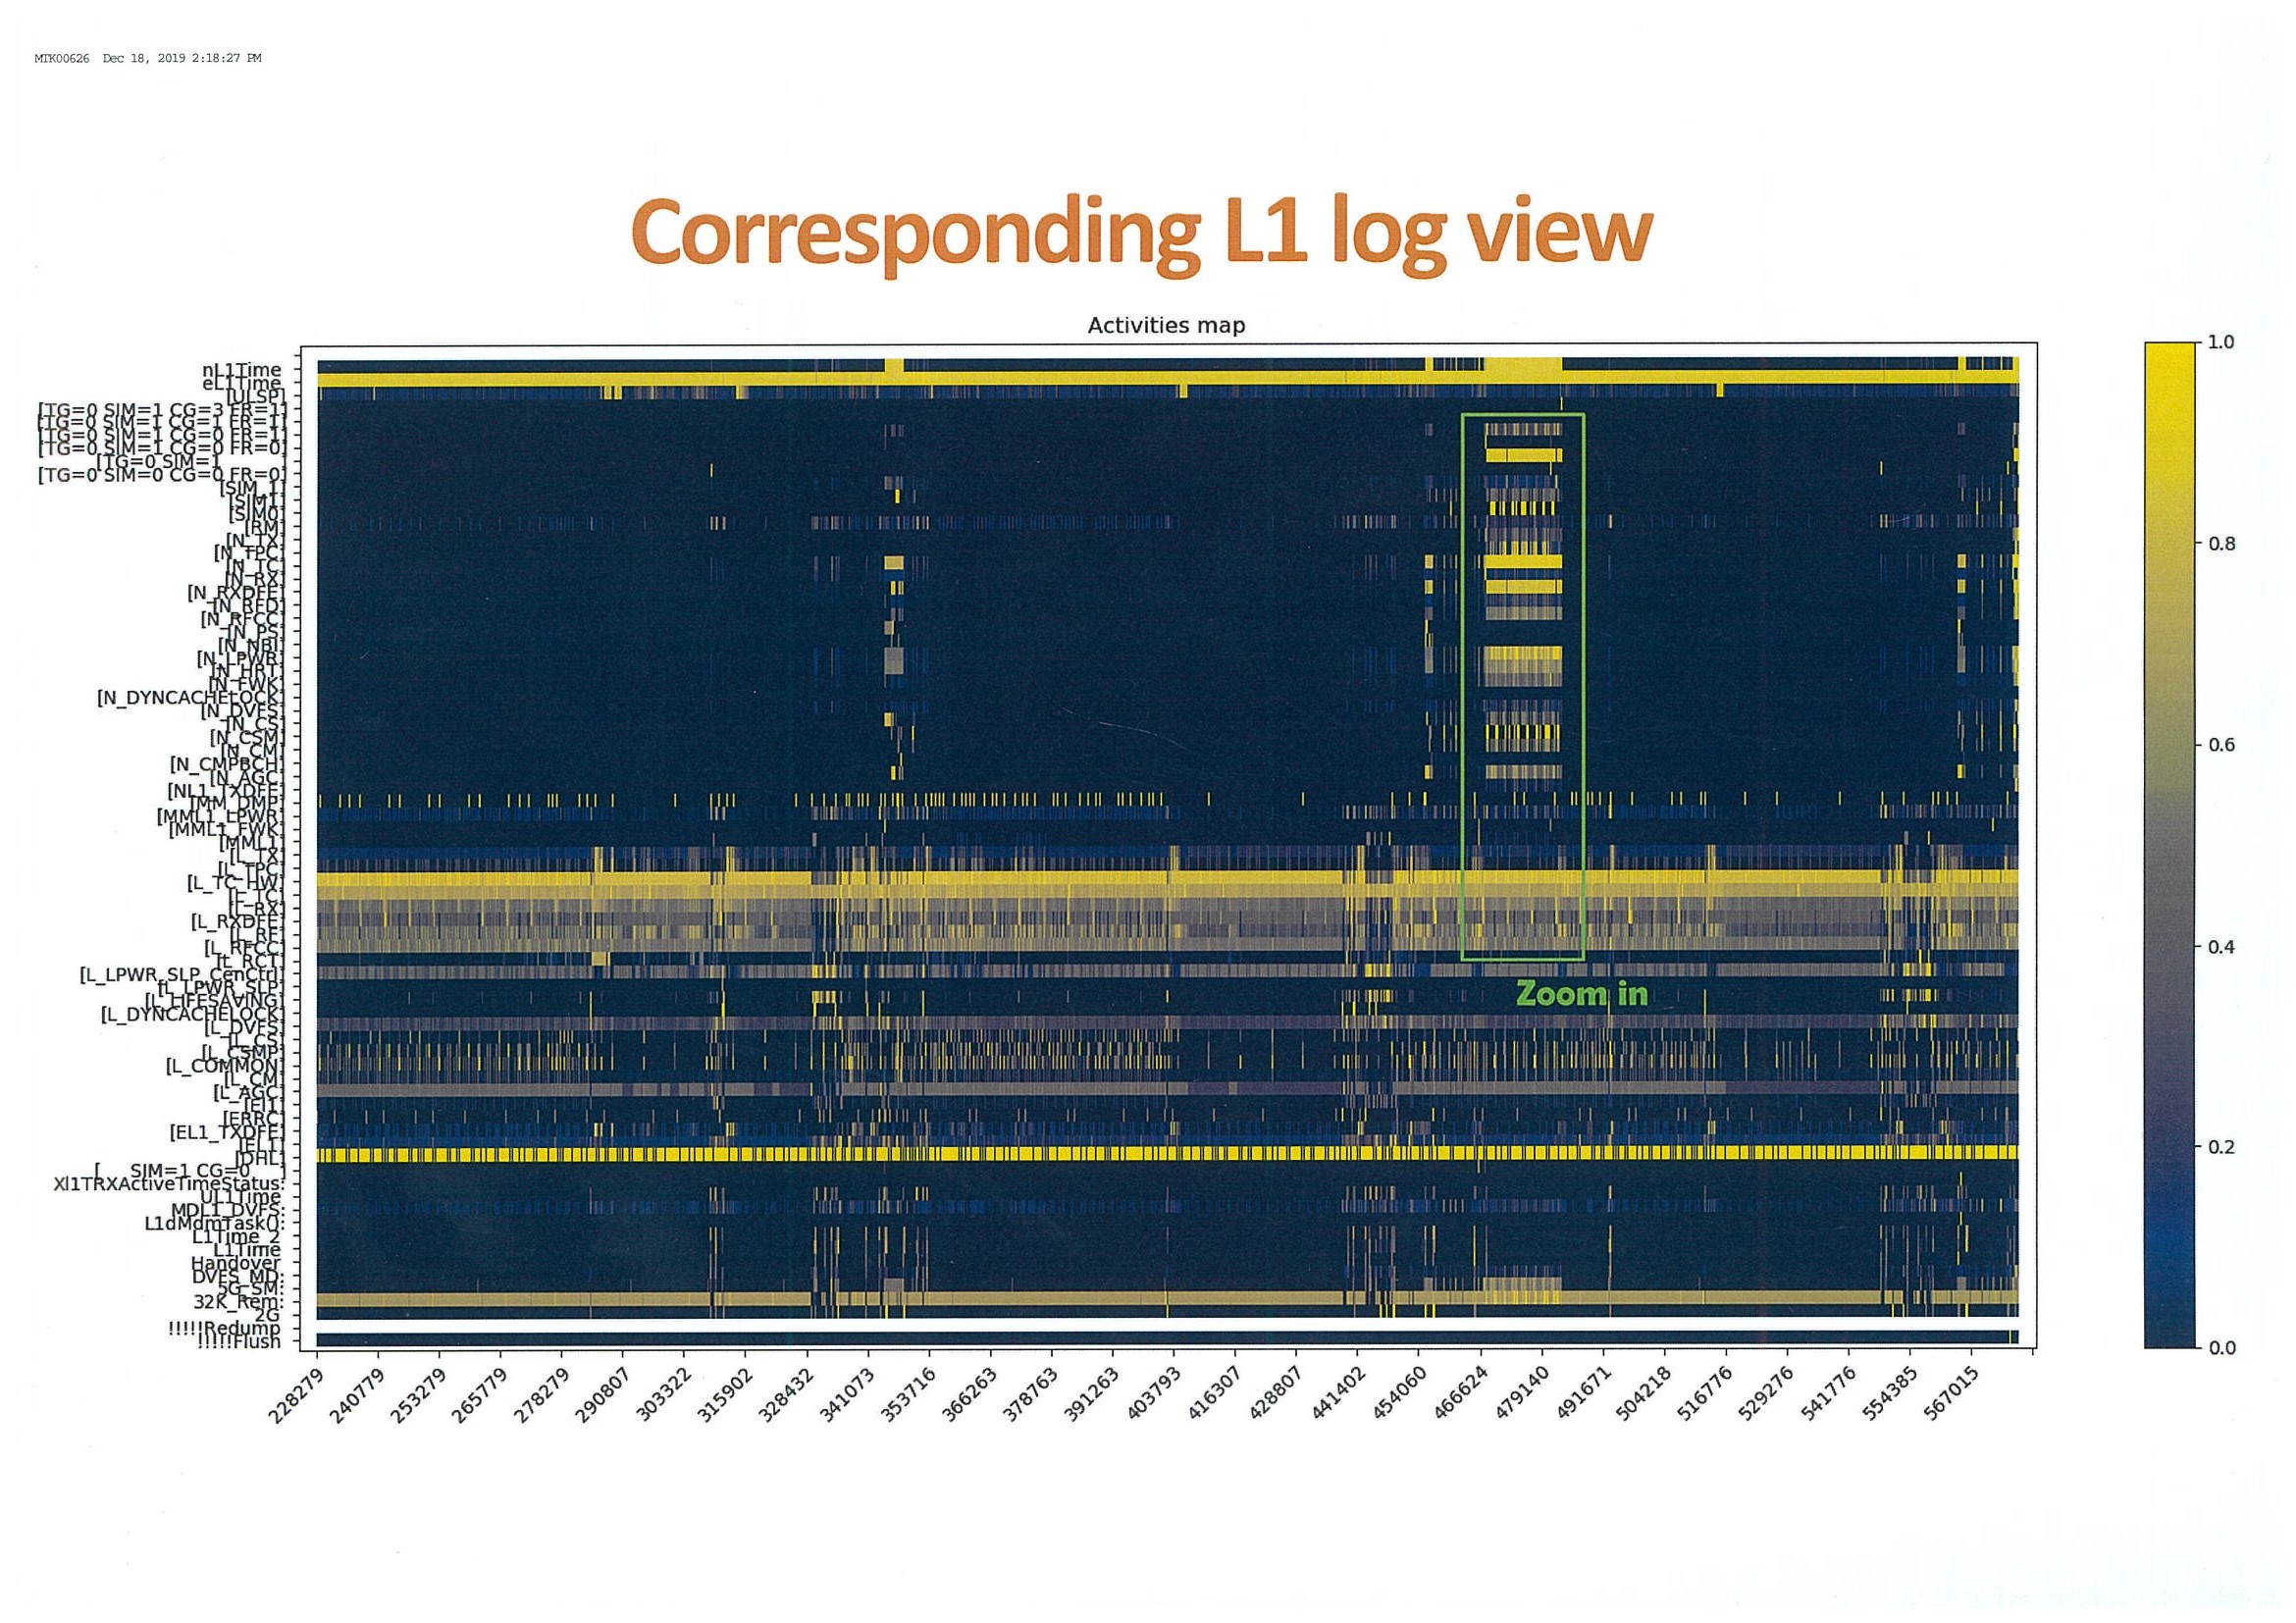 MTK00626 Dec 18, 2019 2:18:27 PM
Corresponding L1 log view
Activities map
nL1Time
eL1Time
[ULSP]
[TG=0 SIM=1 CG=3 FR=1]
[TG=0 SIM=1 CG=1 FR=1]
[TG=0 SIM=1 CG=0 FR=1]
[TG=0 SIM=1 CG=0 FR=0]
[TG=0 SIM=1
[TG=0 SIM=0 CG=0 FR=0]
[SIM_1]
[SIM1]
[SIM0]
[RM]
[N_TX]
[N_TPC]
[N_TC]
[N_RX]
[N_RXDFE]
[N_RFD]
[N_RFCC]
[N_PS]
[N_NBI]
[N_LPWR]
[N_HRT]
[N_FWK]
[N_DYNCACHELOCK]
[N_DVFS]
[N_CS]
[N_CSM]
[N_CM]
[N_CMPBCH]
[N_AGC]
[NL1_TXDFE]
[MM_DMP]
[MML1_LPWR]
[MML1_FWK]
[MML1]
[L_TX]
[L_TPC]
[L_TC_HW]
[L_TC]
[L_RX]
[L_RXDFE]
[L_RF]
[L_RFCC]
[L_RCT]
[L_LPWR_SLP_CenCtrl]
[L_LPWR_SLP]
[L_LIFESAVING]
[L_DYNCACHELOCK]
[L_DVFS]
[L_CS]
[L_CSMP]
[L_COMMON]
[L_CM]
[L_AGC]
[ERRC]
[EL1_TXDFE]
[EL1]
[DHL]
[ SIM=1 CG=0 ]
Xl1TRXActiveTimeStatus:
UL1Time
MDL1_DVFS:
L1dMdmTask():
L1Time_2
L1Time
Handover
DVFS_MD:
5G_SM:
32K_Rem:
2G
!!!!!Redump
!!!!!Flush
Zoom in
228279
240779
253279
265779
278279
290807
303322
315902
328432
341073
353716
366263
378763
391263
403793
416307
428807
441402
454060
466624
479140
491671
504218
516776
529276
541776
554385
567015
1.0
0.8
0.6
0.4
0.2
0.0